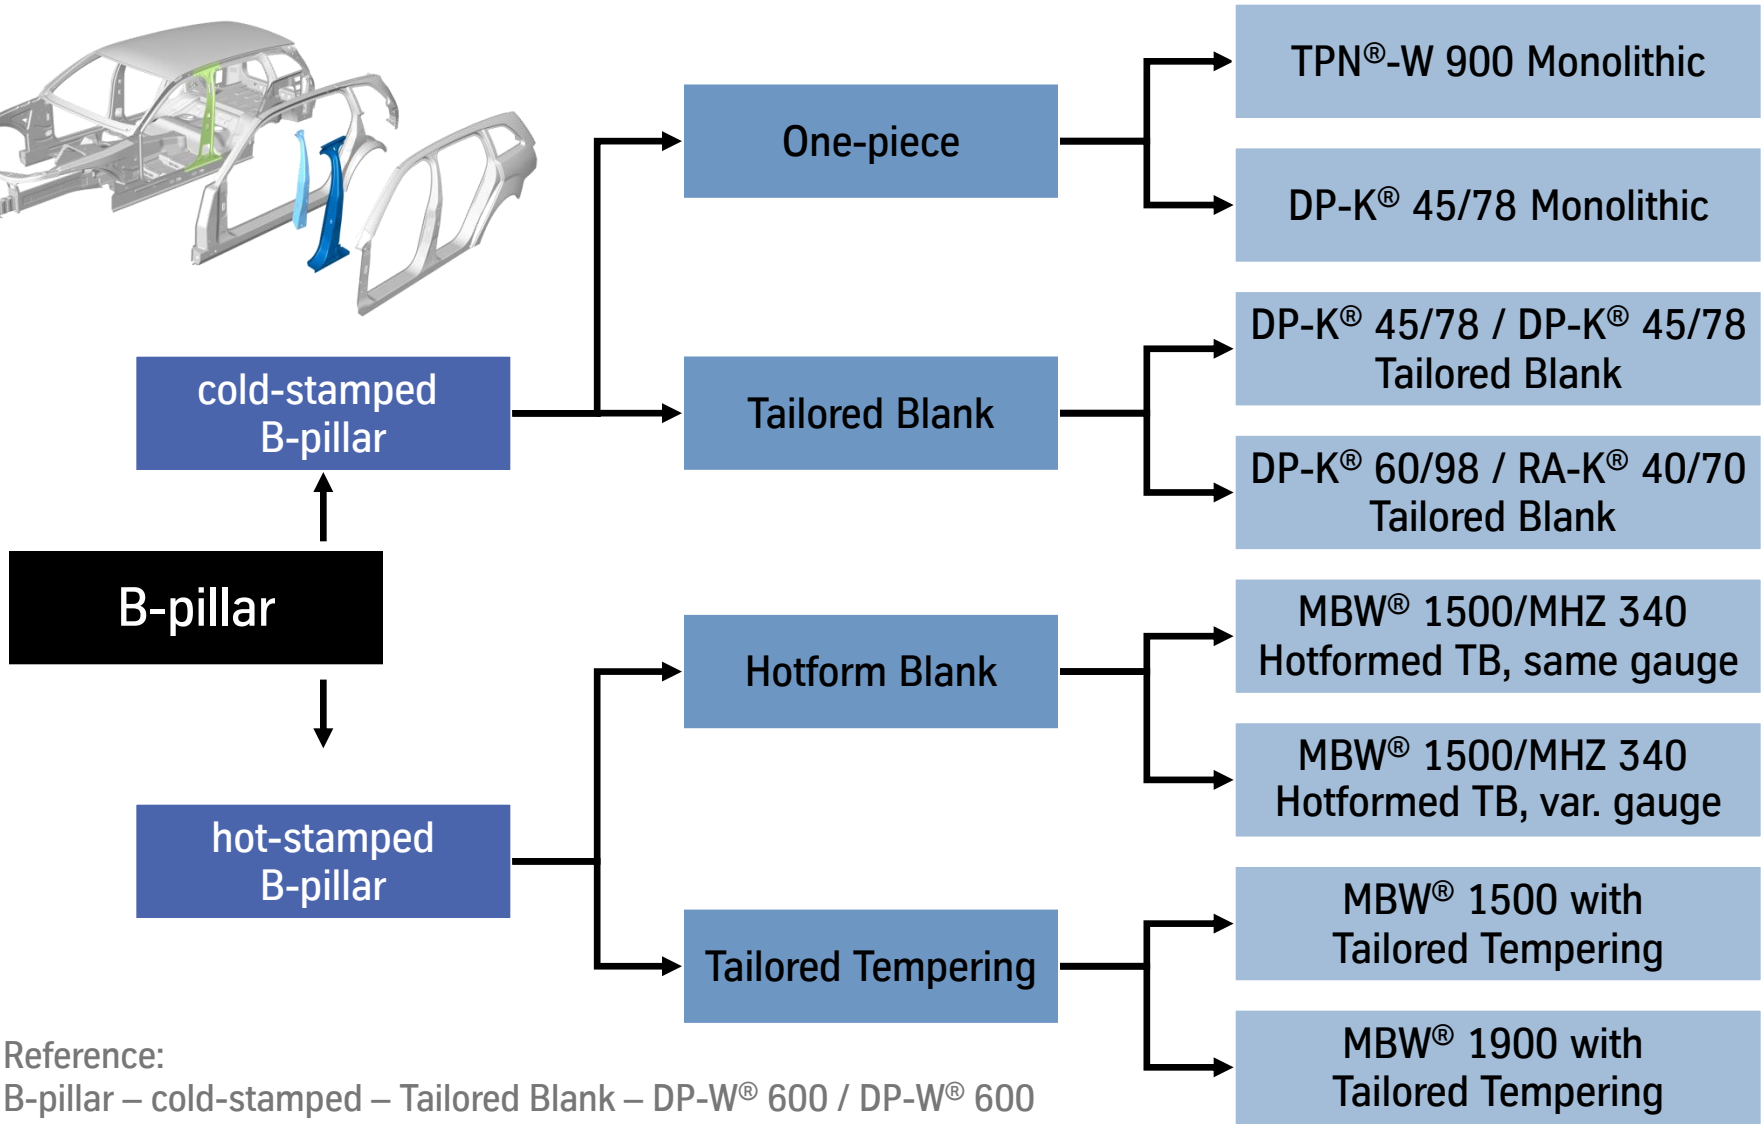 TPN®-W 900 Monolithic
One-piece
DP-K® 45/78 Monolithic
DP-K® 45/78 / DP-K® 45/78
Tailored Blank
cold-stamped
B-pillar
Tailored Blank
DP-K® 60/98 / RA-K® 40/70
Tailored Blank
B-pillar
MBW® 1500/MHZ 340
Hotformed TB, same gauge
Hotform Blank
MBW® 1500/MHZ 340
Hotformed TB, var. gauge
hot-stamped
B-pillar
MBW® 1500 with
Tailored Tempering
Tailored Tempering
MBW® 1900 with
Tailored Tempering
Reference:
B-pillar – cold-stamped – Tailored Blank – DP-W® 600 / DP-W® 600